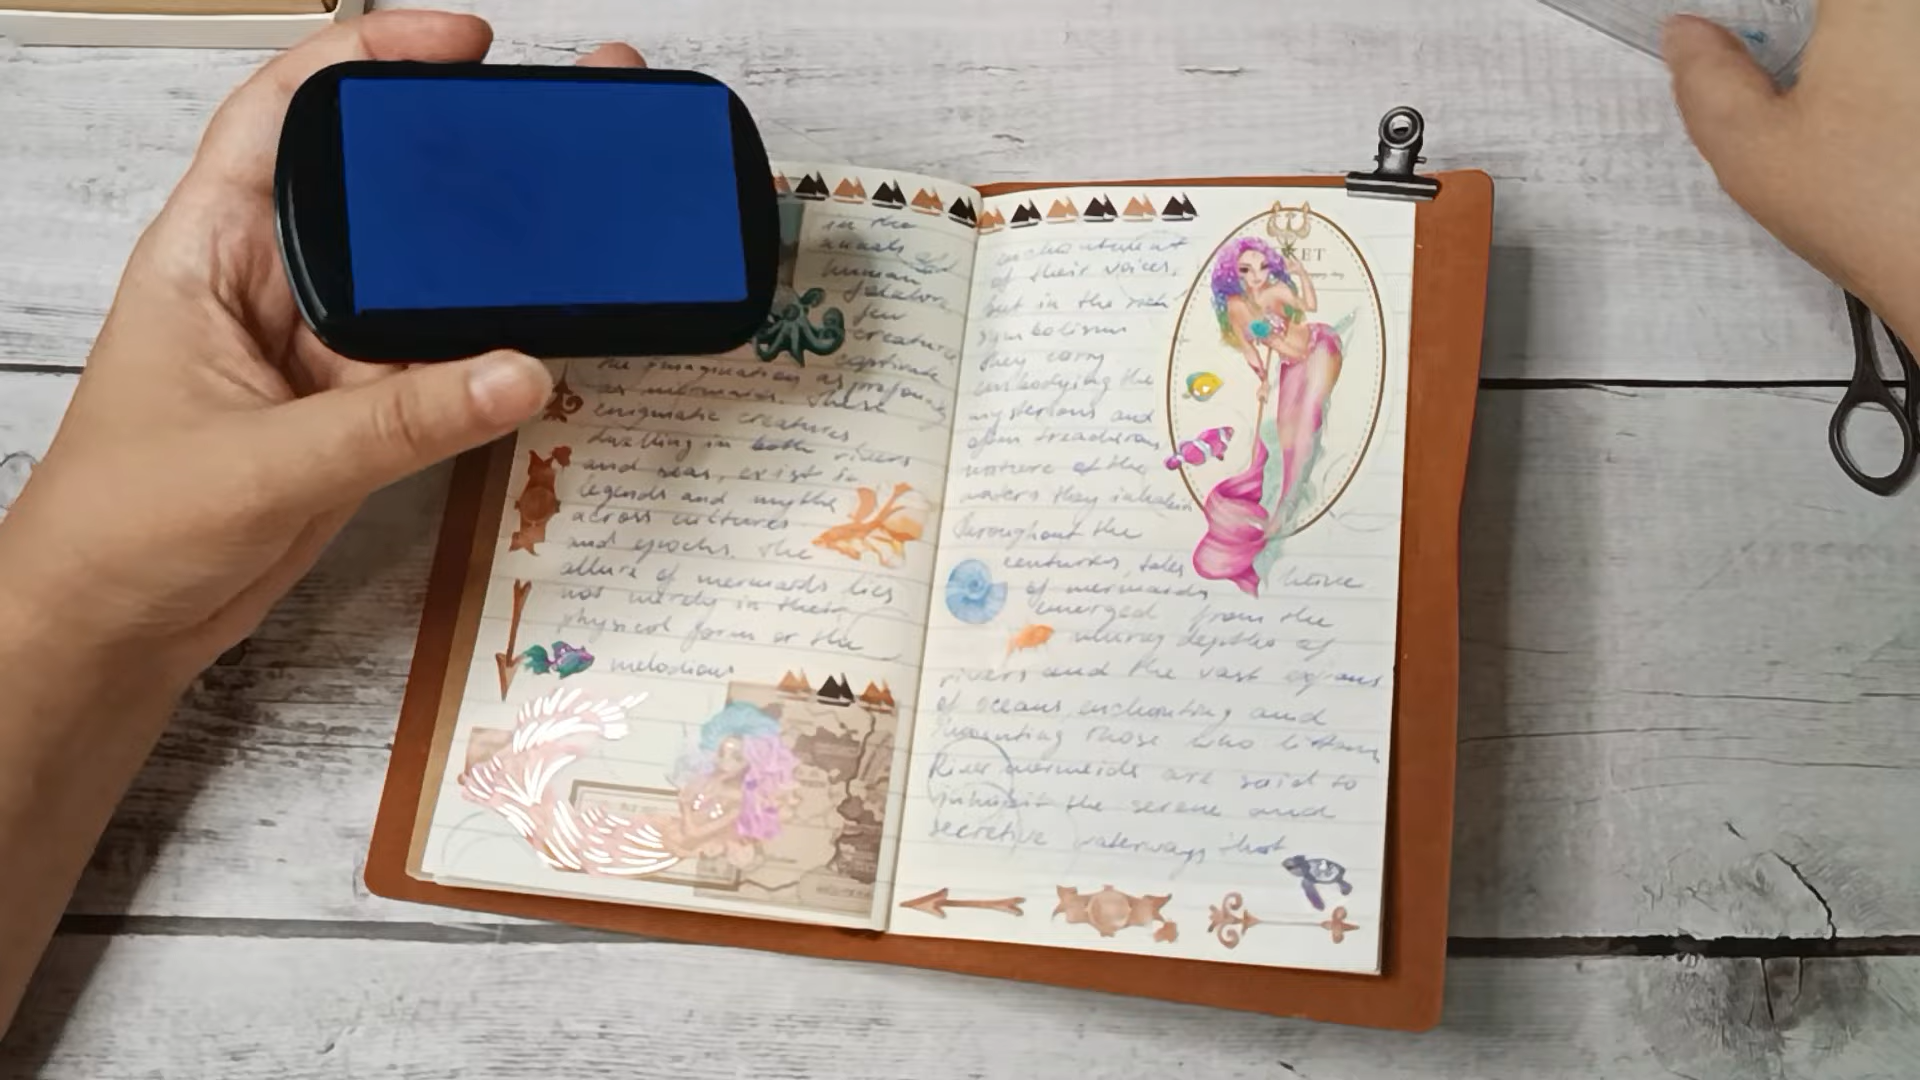 in the
annals of
human
folklore
few
creatures
captivate
the imagination as profoundly
as mermaids. These
enigmatic creatures
dwelling in both rivers
and seas, exist in
legends and myths
across cultures
and epochs. The
allure of mermaids lies
not merely in their
physical form or the
melodious
enchantment
of their voices,
but in the rich
symbolism
they carry
embodying the
mysterious and
often treacherous
nature of the
waters they inhabit
Throughout the
centuries, tales have
of mermaids
emerged from the
murky depths of
rivers and the vast expans
of oceans, enchanting and
those who listen,
River mermaids are said to
inhabit the serene and
secretive waterways that